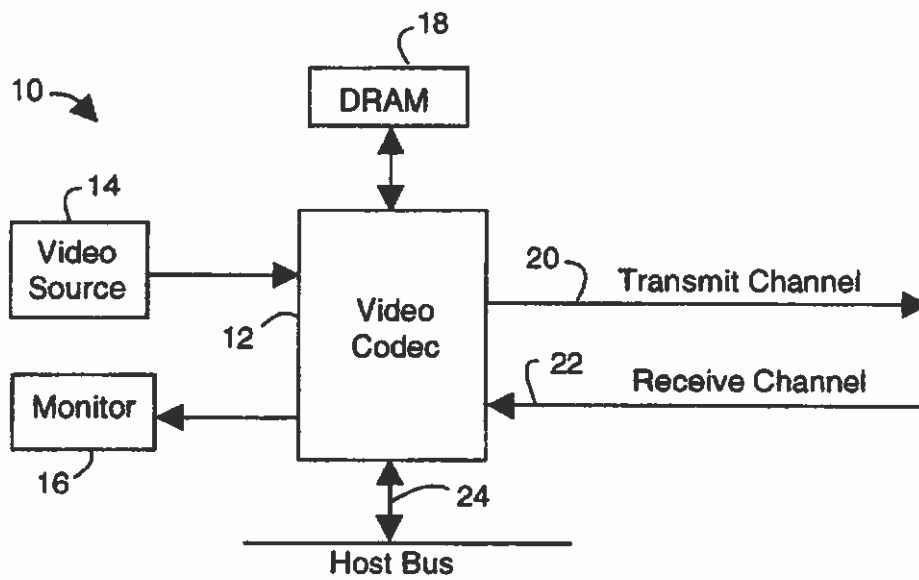 18
10
DRAM
14
Video
Source
20
Transmit Channel
12
Video
Codec
22
Receive Channel
Monitor
16
24
Host Bus